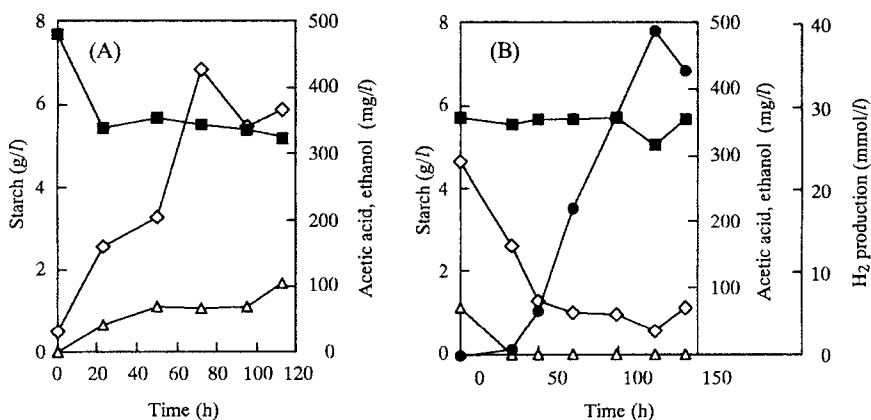 (A)
8
6
4
2
0
Starch (g/l)
500
400
300
200
100
0
Acetic acid, ethanol (mg/l)
0 20 40 60 80 100 120
Time (h)
(B)
8
6
4
2
0
Starch (g/l)
500
400
300
200
100
Acetic acid, ethanol (mg/l)
40
30
20
10
0
H2 production (mmol/l)
0 50 100 150
Time (h)